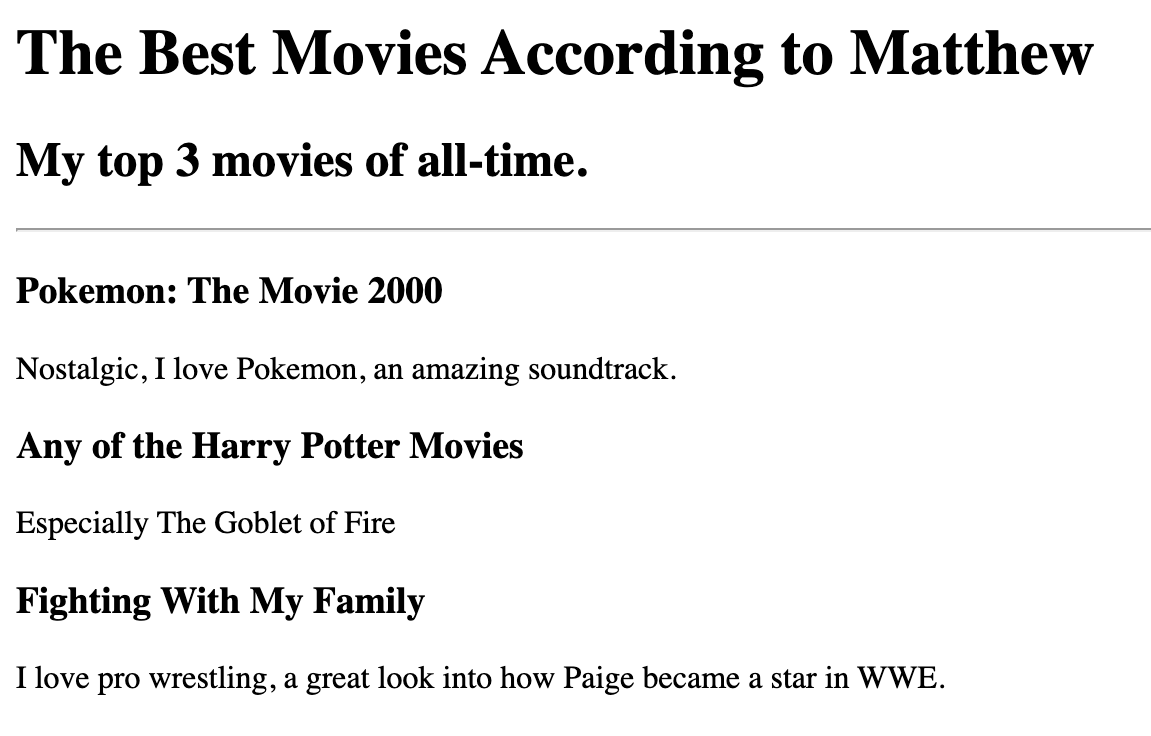 The Best Movies According to Matthew
My top 3 movies of all-time.
Pokemon: The Movie 2000
Nostalgic, I love Pokemon, an amazing soundtrack.
Any of the Harry Potter Movies
Especially The Goblet of Fire
Fighting With My Family
I love pro wrestling, a great look into how Paige became a star in WWE.